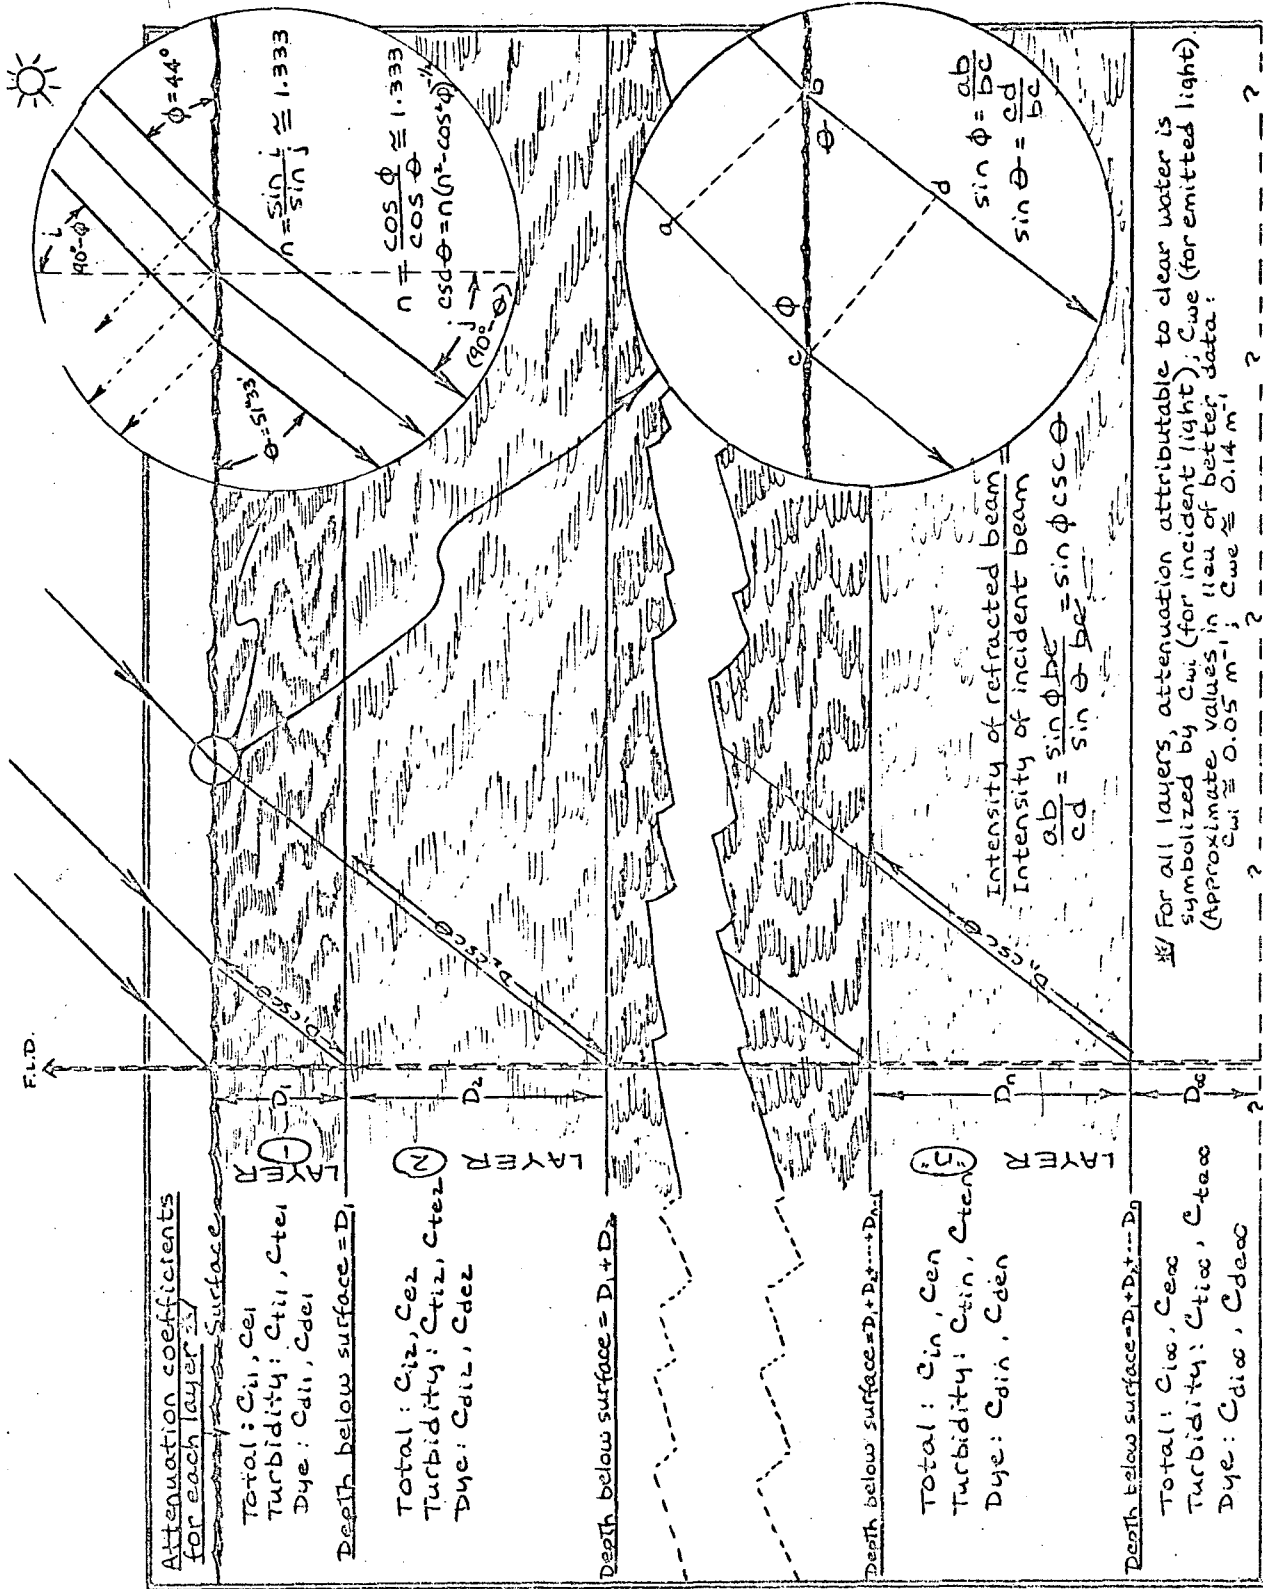 F.L.D.
Attenuation coefficients
for each layer*/
Surface
Total: Ci1, Ce1
Turbidity: Cti1, Cte1
Dye: Cdi1, Cde1
LAYER 1
D1
D1 cscθ
Depth below surface = D1
Total: Ci2, Ce2
Turbidity: Cti2, Cte2
Dye: Cdi2, Cde2
LAYER 2
D2
D2 cscθ
Depth below surface = D1 + D2
Depth below surface = D1 + D2 + ---- + Dn-1
Total: Cin, Cen
Turbidity: Ctin, Cten
Dye: Cdin, Cden
LAYER "n"
Dn
Dn cscθ
Depth below surface = D1 + D2 + --- Dn
Total: Ci∝, Ce∝
Turbidity: Cti∝, Cte∝
Dye: Cdi∝, Cde∝
D∝
i
90°-ϕ
ϕ = 44°
n = sin i / sin j ≅ 1.333
n = cos ϕ / cos θ ≅ 1.333
csc θ = n(n²-cos²ϕ)^-1/2
θ = 51°33'
j
(90°-θ)
a
b
c
d
ϕ
θ
sin ϕ = ab/bc
sin θ = cd/bc
Intensity of refracted beam =
Intensity of incident beam
ab/cd = sin ϕ bc / sin θ bc = sin ϕ csc θ
*/ For all layers, attenuation attributable to clear water is
symbolized by Cwi (for incident light); Cwe (for emitted light).
(Approximate values in lieu of better data:
Cwi ≅ 0.05 m⁻¹; Cwe ≅ 0.14 m⁻¹
? ? ? ? ?